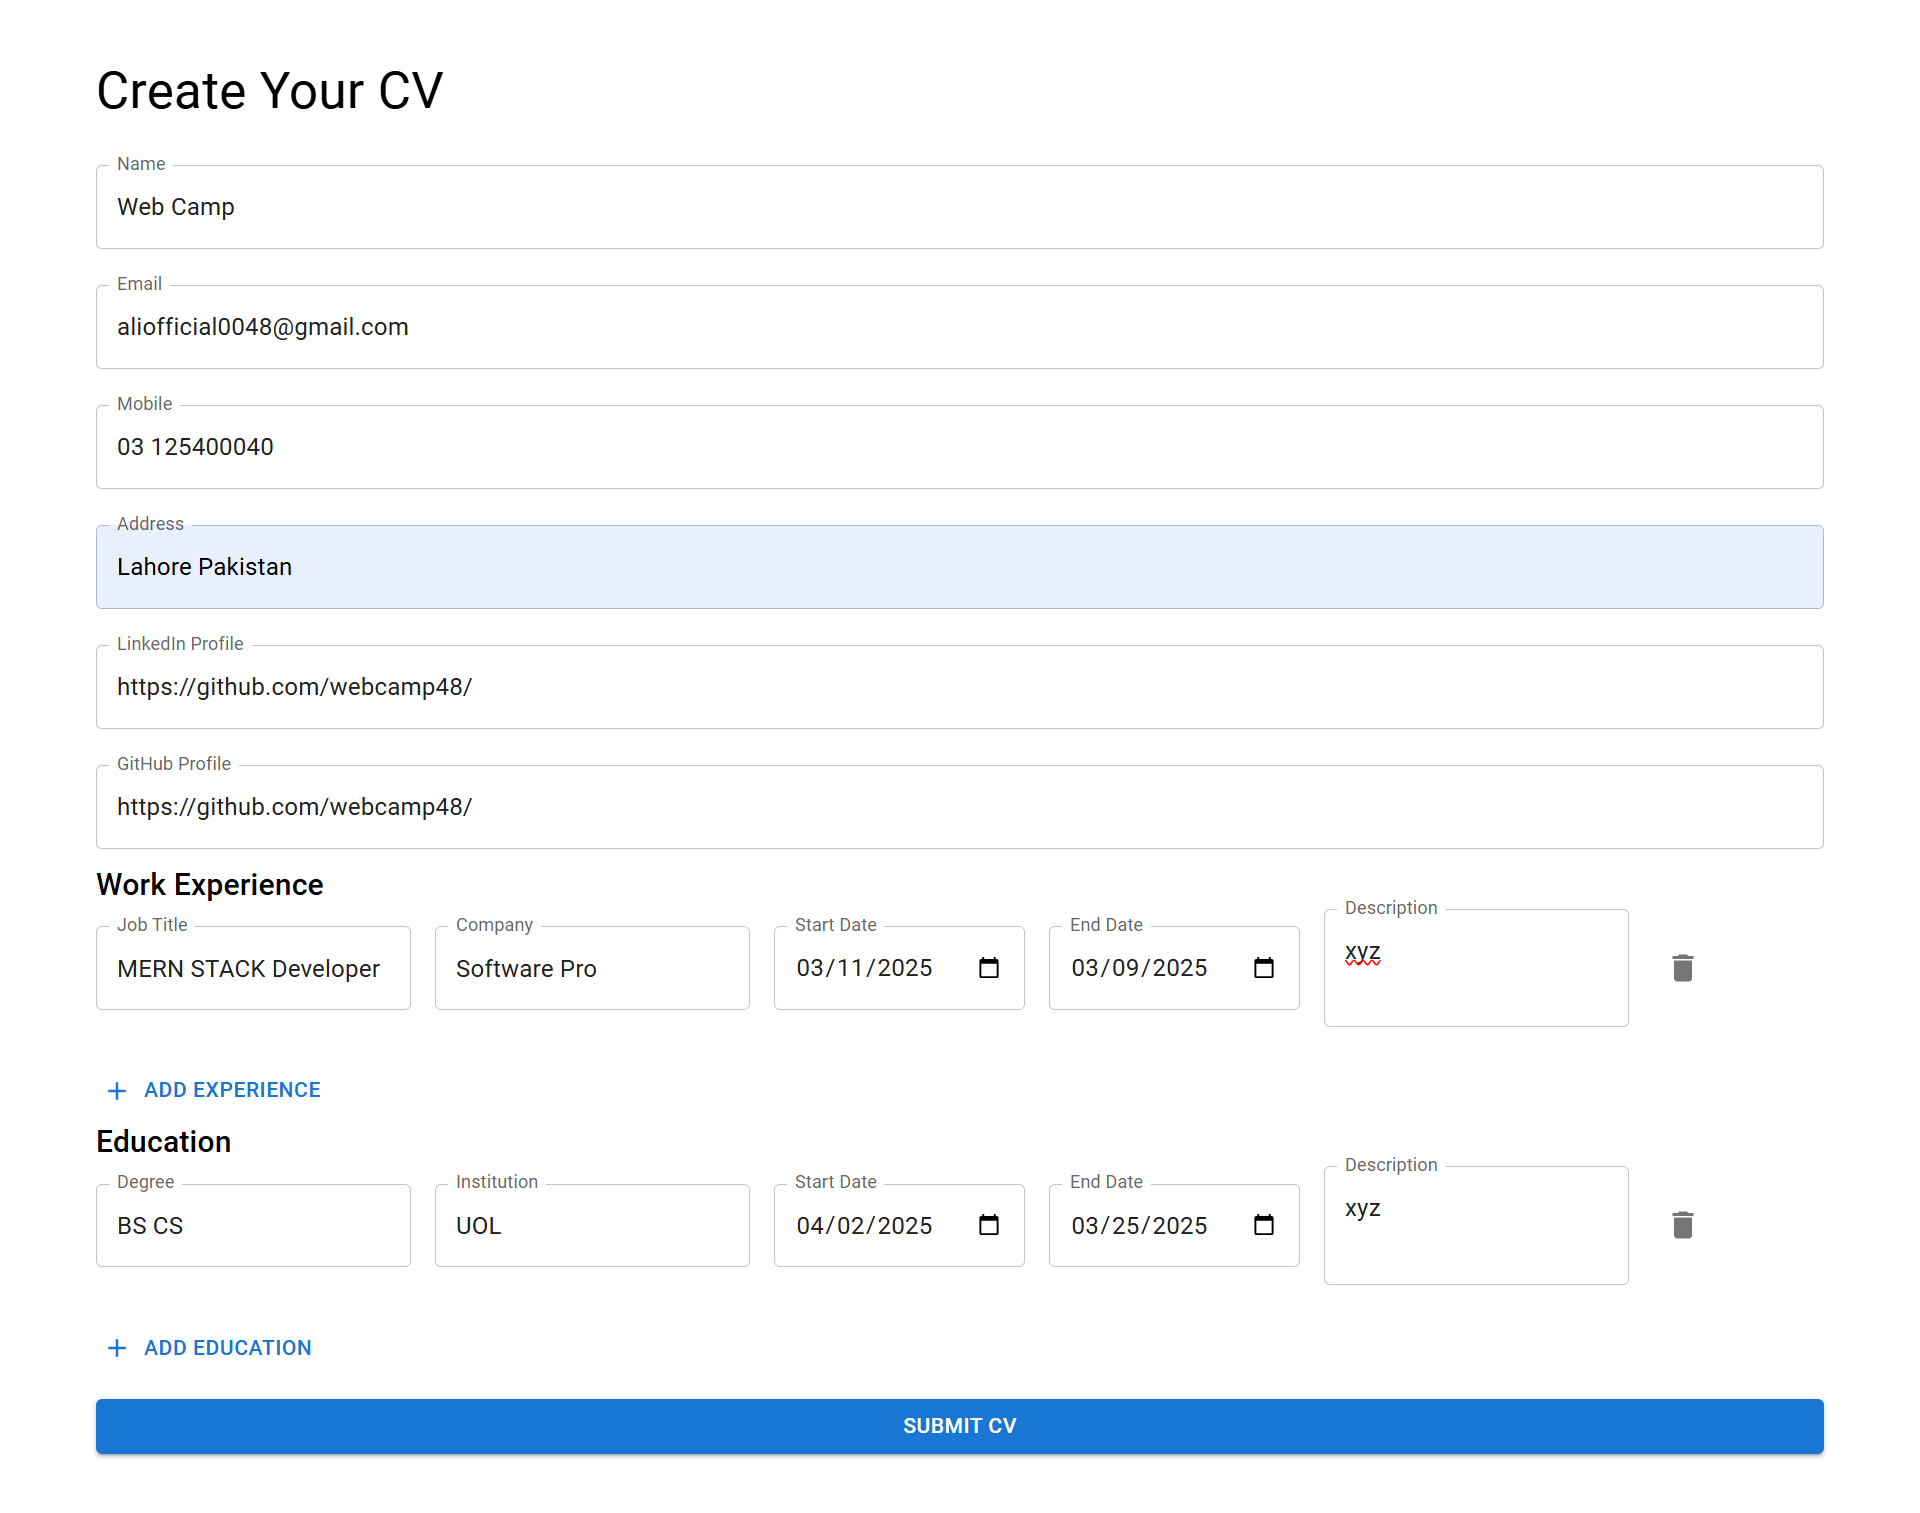 Create Your CV
Name
Web Camp
Email
aliofficial0048@gmail.com
Mobile
03 125400040
Address
Lahore Pakistan
LinkedIn Profile
https://github.com/webcamp48/
GitHub Profile
https://github.com/webcamp48/
Work Experience
Job Title
MERN STACK Developer
Company
Software Pro
Start Date
03/11/2025
End Date
03/09/2025
Description
xyz
ADD EXPERIENCE
Education
Degree
BS CS
Institution
UOL
Start Date
04/02/2025
End Date
03/25/2025
Description
xyz
ADD EDUCATION
SUBMIT CV